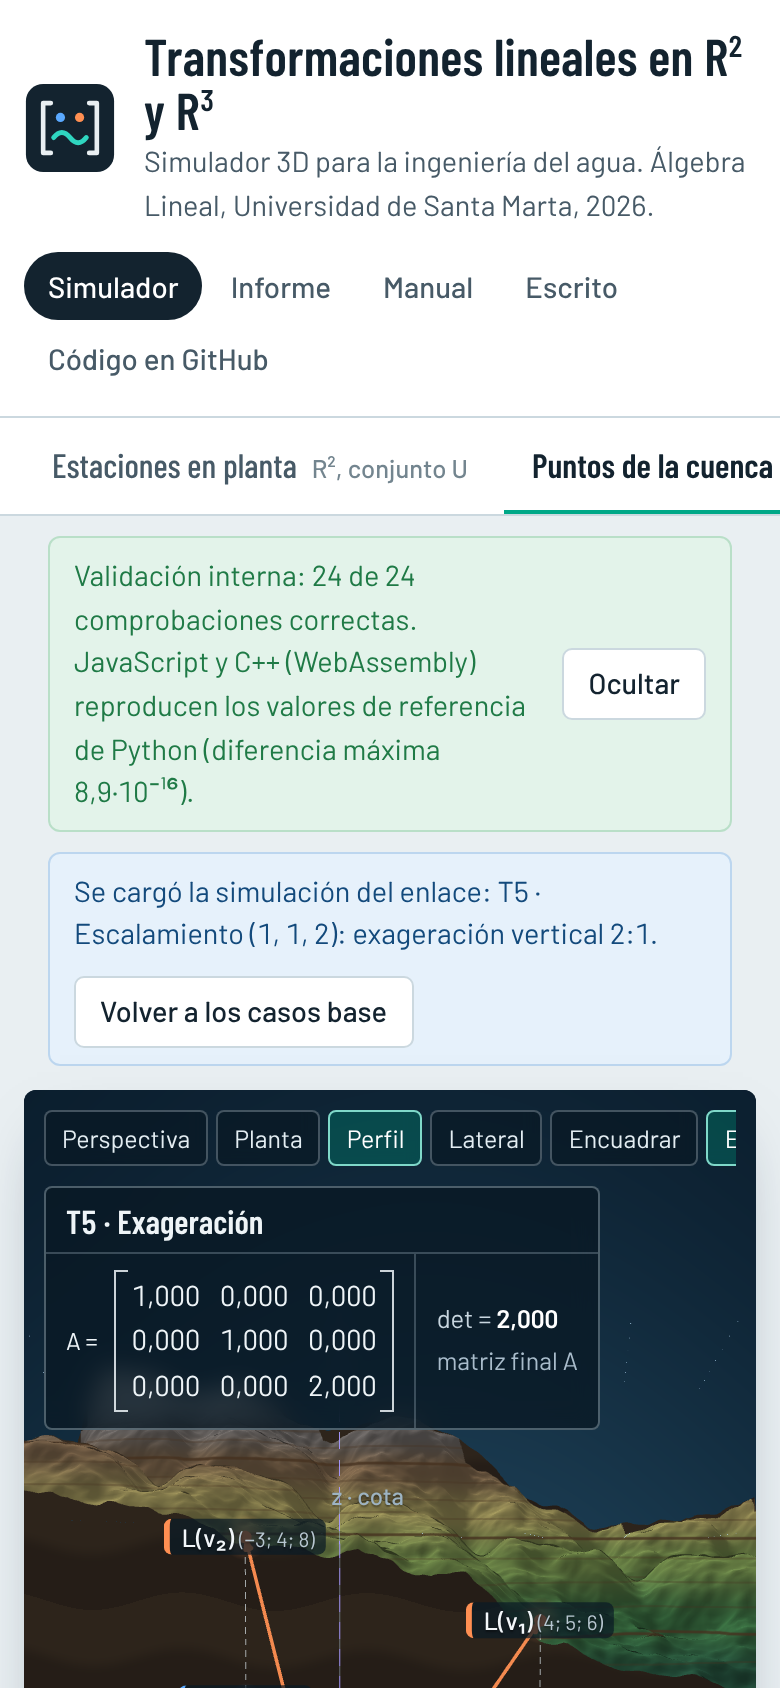 Transformaciones lineales en R²
y R³
Simulador 3D para la ingeniería del agua. Álgebra
Lineal, Universidad de Santa Marta, 2026.
Simulador Informe Manual Escrito
Código en GitHub
Estaciones en planta R², conjunto U Puntos de la cuenca
Validación interna: 24 de 24
comprobaciones correctas.
JavaScript y C++ (WebAssembly)
reproducen los valores de referencia
de Python (diferencia máxima
8,9·10⁻¹⁶).
Ocultar
Se cargó la simulación del enlace: T5 ·
Escalamiento (1, 1, 2): exageración vertical 2:1.
Volver a los casos base
Perspectiva Planta Perfil Lateral Encuadrar
T5 · Exageración
A =
1,000 0,000 0,000
0,000 1,000 0,000
0,000 0,000 2,000
det = 2,000
matriz final A
z · cota
L(v₂) (−3; 4; 8)
L(v₁) (4; 5; 6)